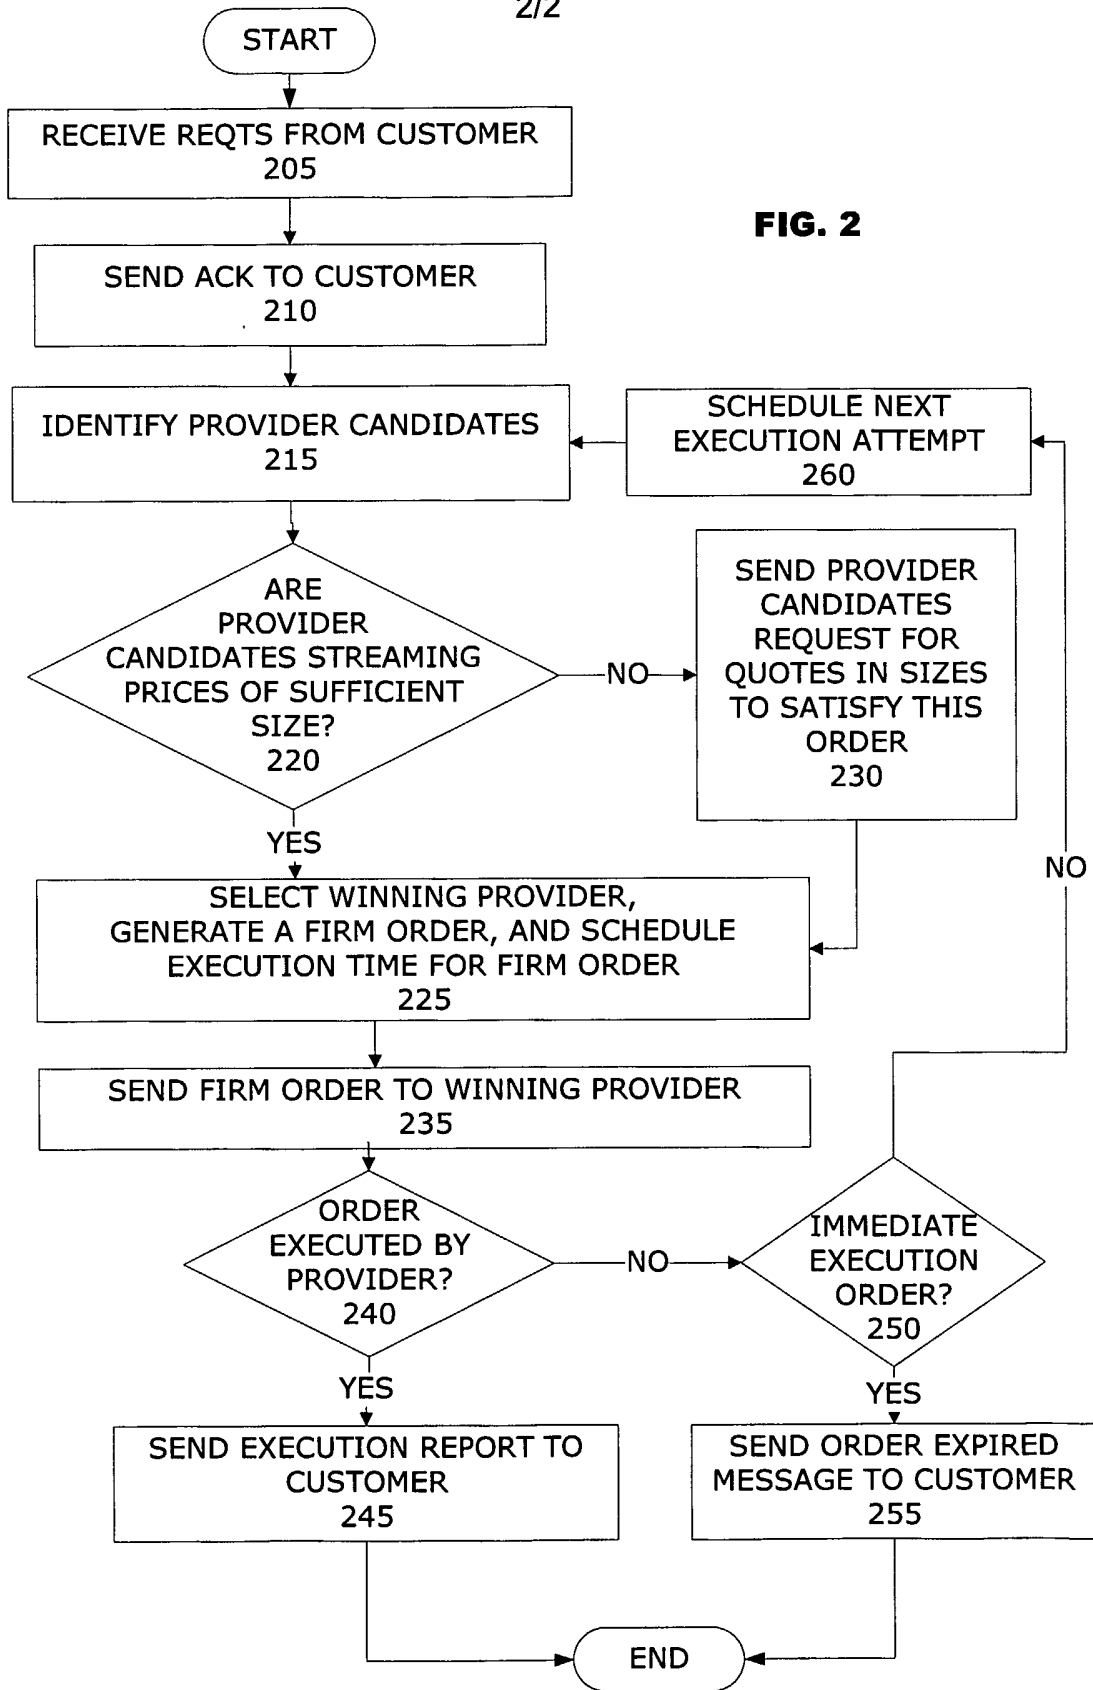 2/2
START
RECEIVE REQTS FROM CUSTOMER
205
FIG. 2
SEND ACK TO CUSTOMER
210
IDENTIFY PROVIDER CANDIDATES
215
SCHEDULE NEXT
EXECUTION ATTEMPT
260
ARE
PROVIDER
CANDIDATES STREAMING
PRICES OF SUFFICIENT
SIZE?
220
NO
SEND PROVIDER
CANDIDATES
REQUEST FOR
QUOTES IN SIZES
TO SATISFY THIS
ORDER
230
YES
NO
SELECT WINNING PROVIDER,
GENERATE A FIRM ORDER, AND SCHEDULE
EXECUTION TIME FOR FIRM ORDER
225
SEND FIRM ORDER TO WINNING PROVIDER
235
ORDER
EXECUTED BY
PROVIDER?
240
NO
IMMEDIATE
EXECUTION
ORDER?
250
YES
YES
SEND EXECUTION REPORT TO
CUSTOMER
245
SEND ORDER EXPIRED
MESSAGE TO CUSTOMER
255
END